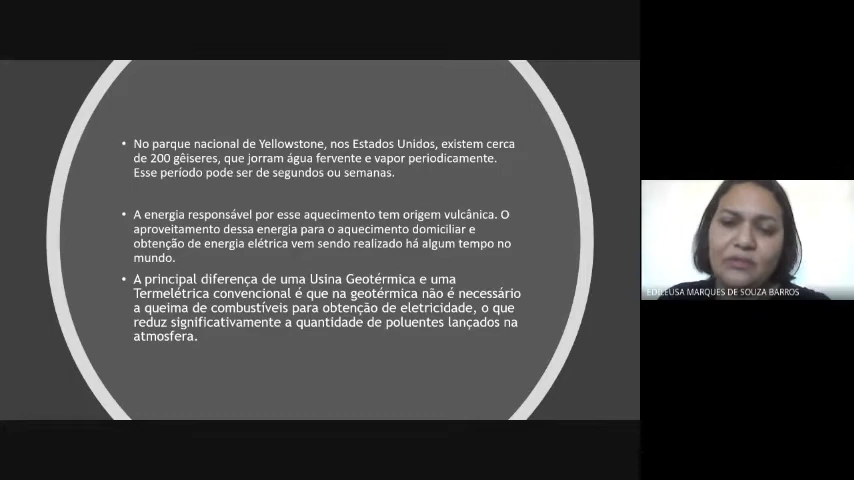 • No parque nacional de Yellowstone, nos Estados Unidos, existem cerca
de 200 gêiseres, que jorram água fervente e vapor periodicamente.
Esse período pode ser de segundos ou semanas.
• A energia responsável por esse aquecimento tem origem vulcânica. O
aproveitamento dessa energia para o aquecimento domiciliar e
obtenção de energia elétrica vem sendo realizado há algum tempo no
mundo.
• A principal diferença de uma Usina Geotérmica e uma
Termelétrica convencional é que na geotérmica não é necessário
a queima de combustíveis para obtenção de eletricidade, o que
reduz significativamente a quantidade de poluentes lançados na
atmosfera.
EDILEUSA MARQUES DE SOUZA BARROS